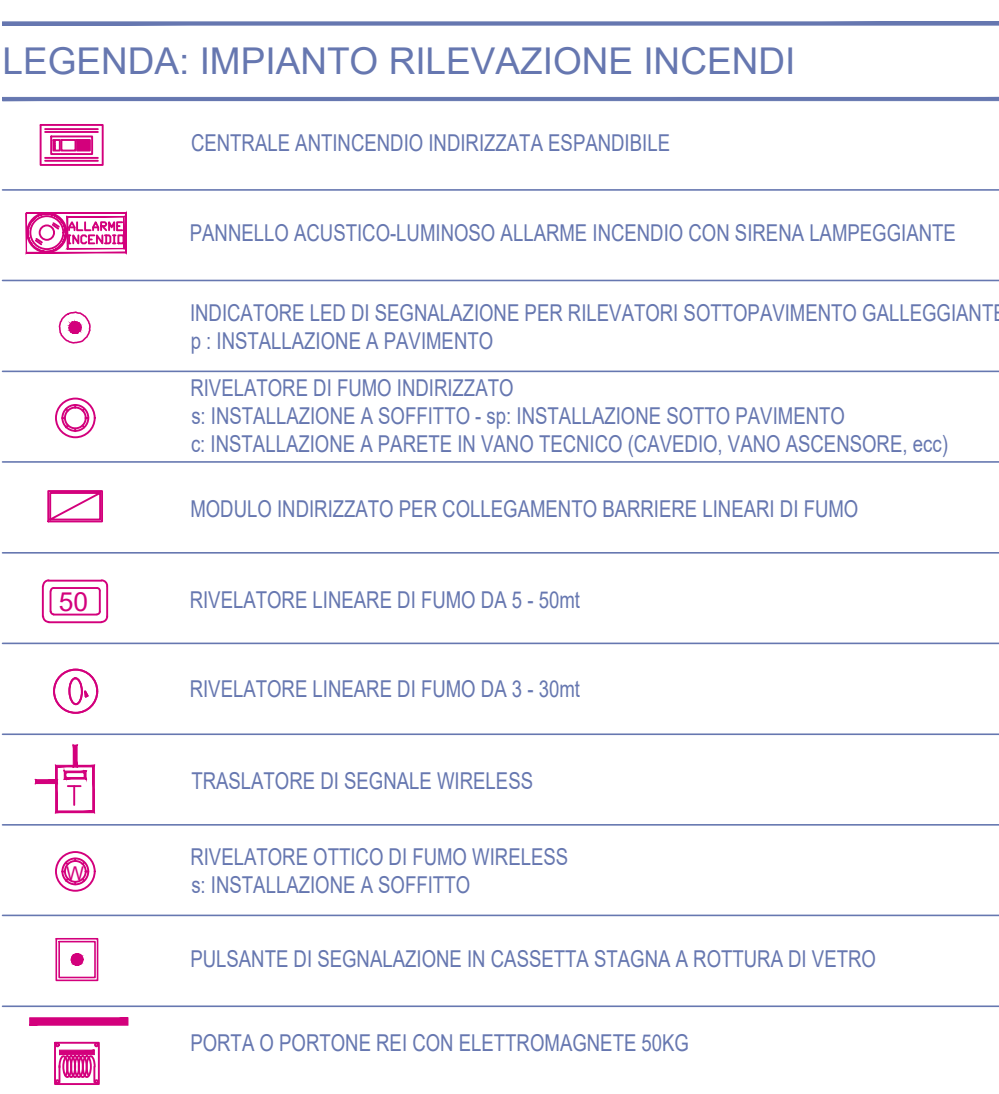 LEGENDA: IMPIANTO RILEVAZIONE INCENDI
CENTRALE ANTINCENDIO INDIRIZZATA ESPANDIBILE
ALLARME
INCENDIO
PANNELLO ACUSTICO-LUMINOSO ALLARME INCENDIO CON SIRENA LAMPEGGIANTE
INDICATORE LED DI SEGNALAZIONE PER RILEVATORI SOTTOPAVIMENTO GALLEGGIANTE
p : INSTALLAZIONE A PAVIMENTO
RIVELATORE DI FUMO INDIRIZZATO
s: INSTALLAZIONE A SOFFITTO - sp: INSTALLAZIONE SOTTO PAVIMENTO
c: INSTALLAZIONE A PARETE IN VANO TECNICO (CAVEDIO, VANO ASCENSORE, ecc)
MODULO INDIRIZZATO PER COLLEGAMENTO BARRIERE LINEARI DI FUMO
50
RIVELATORE LINEARE DI FUMO DA 5 - 50mt
RIVELATORE LINEARE DI FUMO DA 3 - 30mt
T
TRASLATORE DI SEGNALE WIRELESS
W
RIVELATORE OTTICO DI FUMO WIRELESS
s: INSTALLAZIONE A SOFFITTO
PULSANTE DI SEGNALAZIONE IN CASSETTA STAGNA A ROTTURA DI VETRO
PORTA O PORTONE REI CON ELETTROMAGNETE 50KG